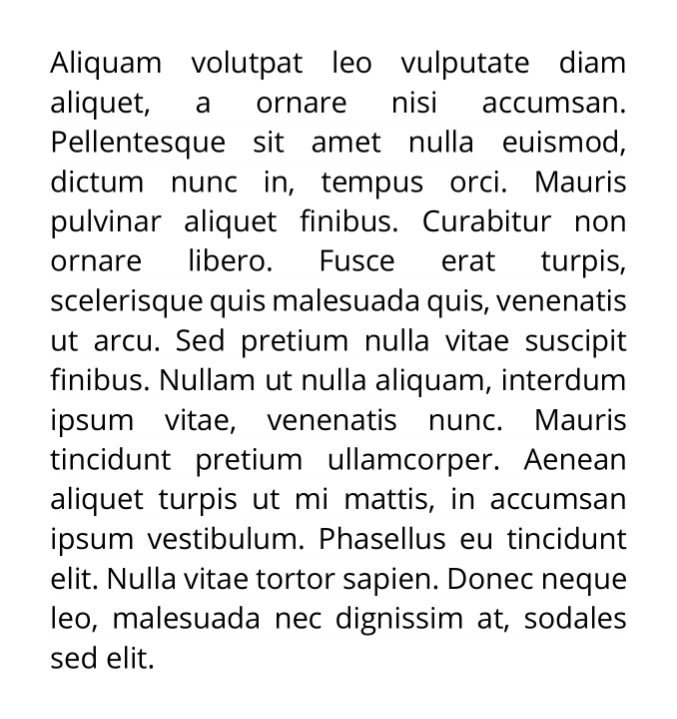 Aliquam volutpat leo vulputate diam
aliquet, a ornare nisi accumsan.
Pellentesque sit amet nulla euismod,
dictum nunc in, tempus orci. Mauris
pulvinar aliquet finibus. Curabitur non
ornare libero. Fusce erat turpis,
scelerisque quis malesuada quis, venenatis
ut arcu. Sed pretium nulla vitae suscipit
finibus. Nullam ut nulla aliquam, interdum
ipsum vitae, venenatis nunc. Mauris
tincidunt pretium ullamcorper. Aenean
aliquet turpis ut mi mattis, in accumsan
ipsum vestibulum. Phasellus eu tincidunt
elit. Nulla vitae tortor sapien. Donec neque
leo, malesuada nec dignissim at, sodales
sed elit.